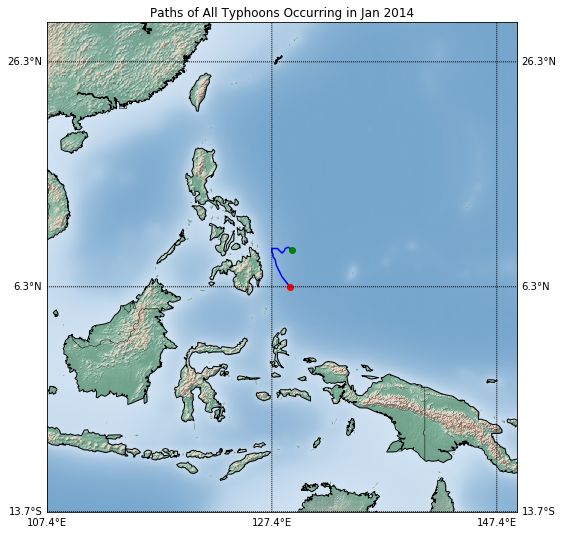 Paths of All Typhoons Occurring in Jan 2014
26.3°N 26.3°N
6.3°N 6.3°N
13.7°S 13.7°S
107.4°E 127.4°E 147.4°E